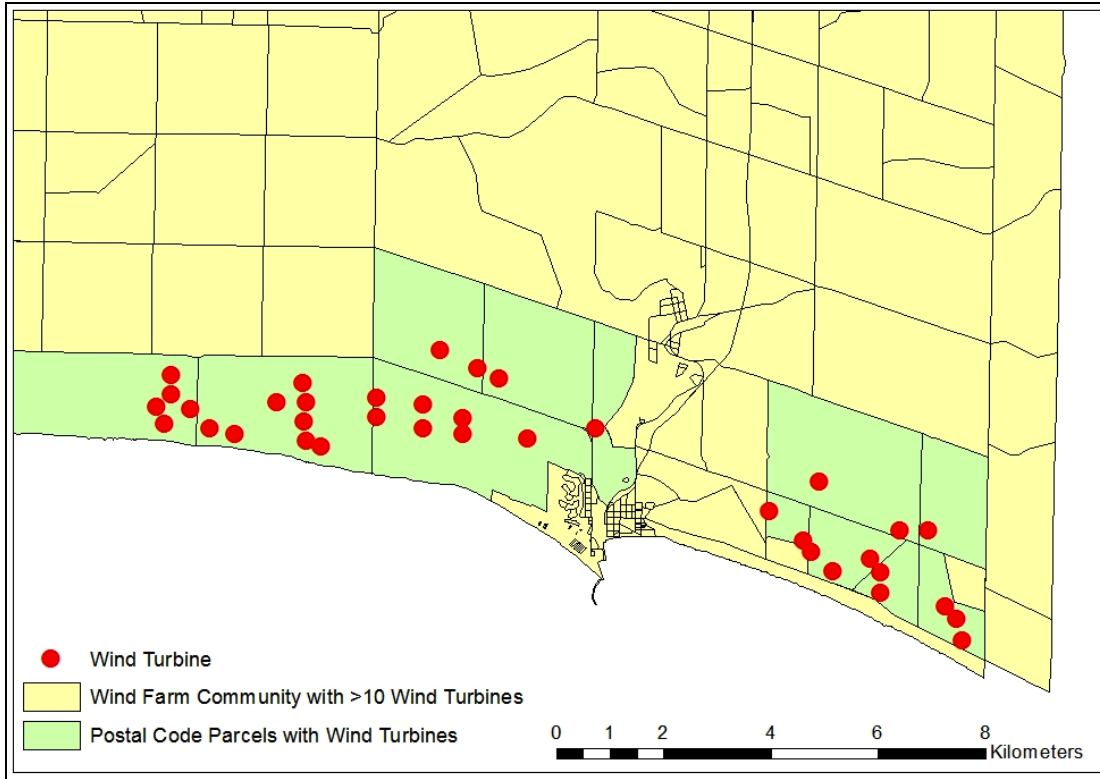 Wind Turbine
Wind Farm Community with >10 Wind Turbines
Postal Code Parcels with Wind Turbines
0 1 2 4 6 8
Kilometers